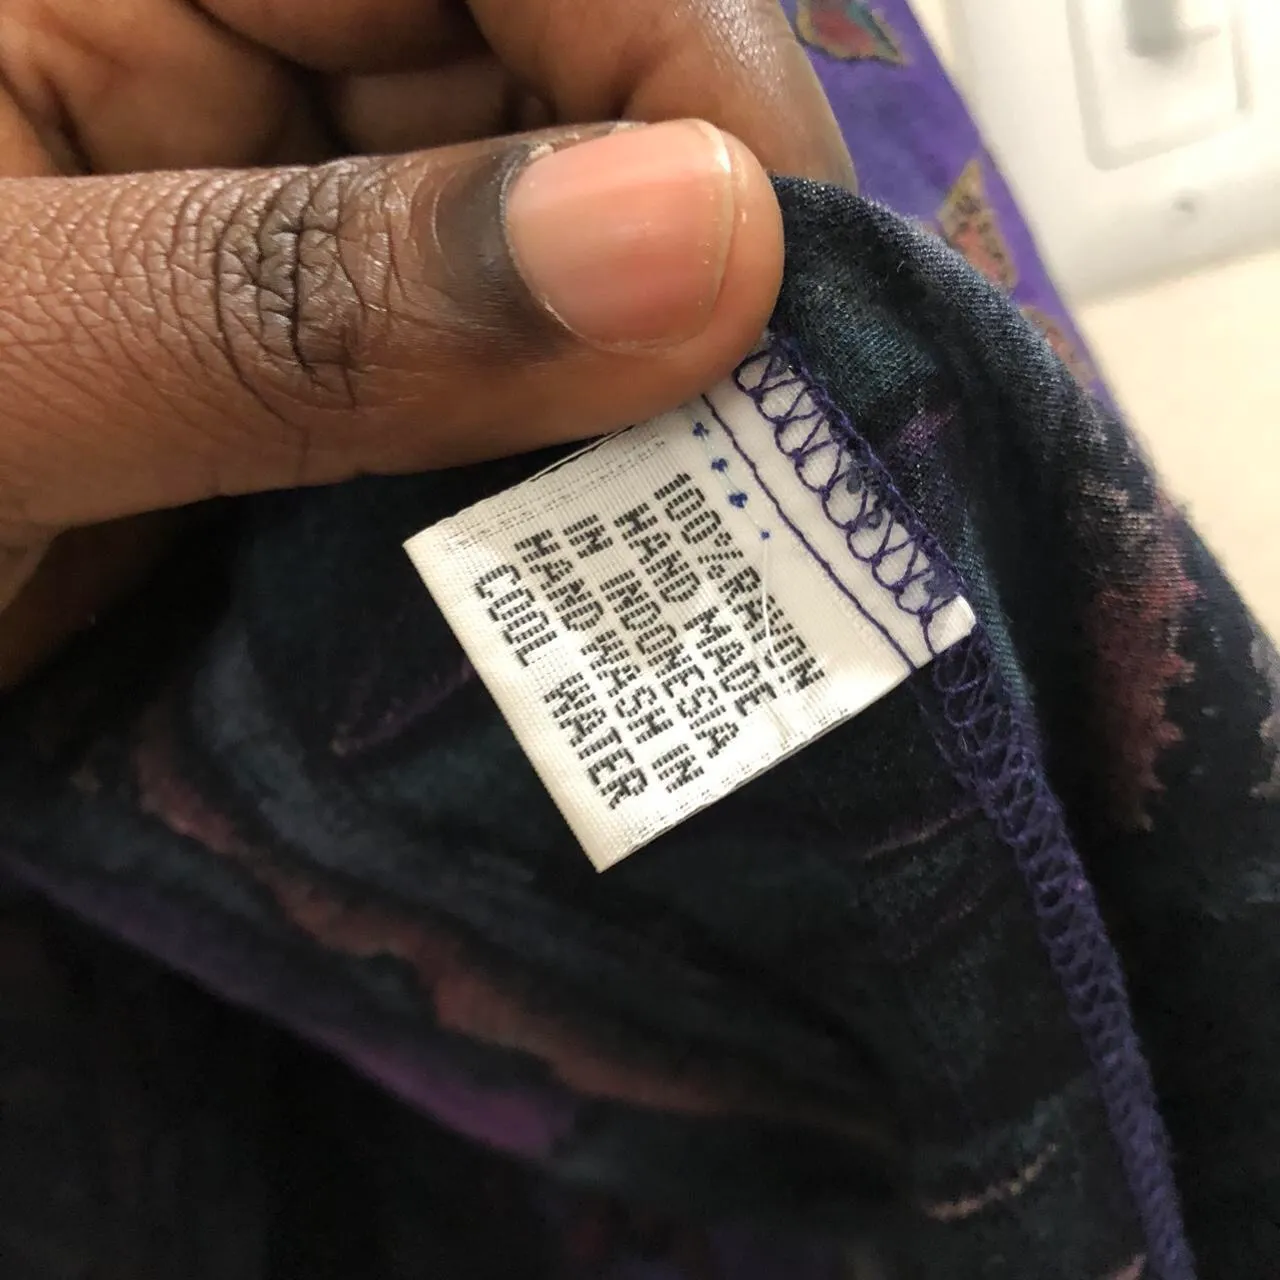 100% RAYON
HAND MADE
IN INDONESIA
HAND WASH IN
COOL WATER